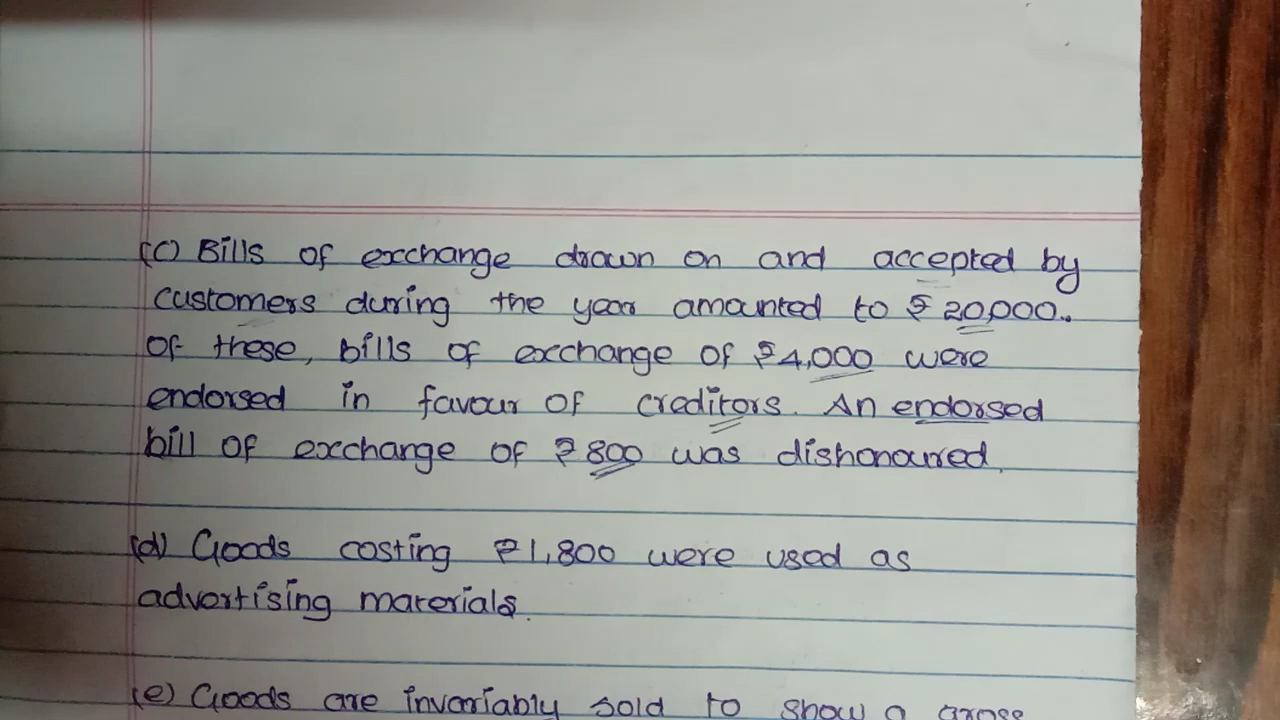 (c) Bills of exchange drawn on and accepted by
customers during the year amounted to ₹ 20,000.
Of these, bills of exchange of ₹4,000 were
endorsed in favour of creditors. An endorsed
bill of exchange of ₹800 was dishonoured.
(d) Goods costing ₹1,800 were used as
advertising materials.
(e) Goods are invariably sold to show a gross